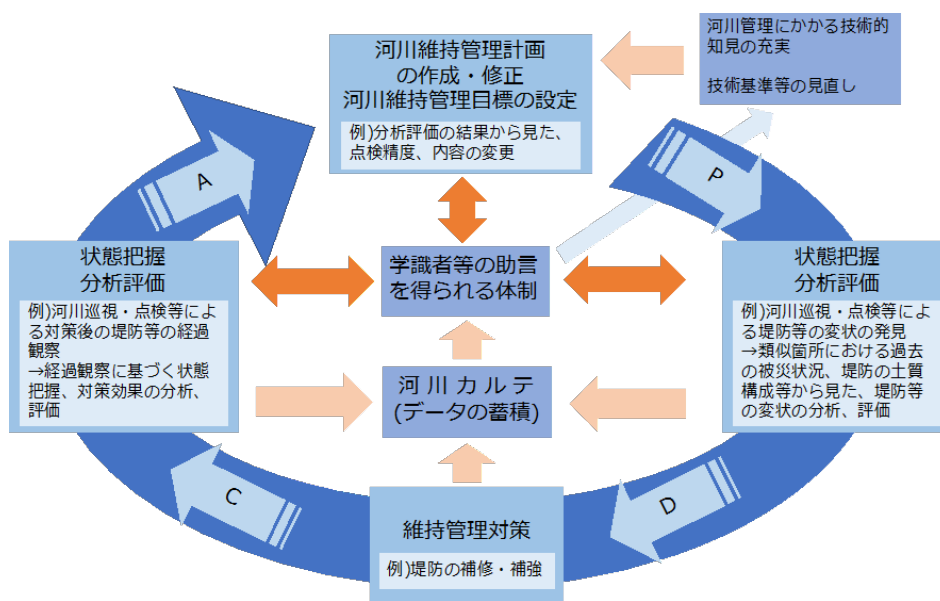 河川維持管理計画
の作成・修正
河川維持管理目標の設定
例)分析評価の結果から見た、
点検精度、内容の変更
河川管理にかかる技術的
知見の充実
技術基準等の見直し
A
P
状態把握
分析評価
例)河川巡視・点検等によ
る対策後の堤防等の経過
観察
→経過観察に基づく状態
把握、対策効果の分析、
評価
学識者等の助言
を得られる体制
状態把握
分析評価
例)河川巡視・点検等によ
る堤防等の変状の発見
→類似箇所における過去
の被災状況、堤防の土質
構成等から見た、堤防等
の変状の分析、評価
河川カルテ
(データの蓄積)
C
D
維持管理対策
例)堤防の補修・補強